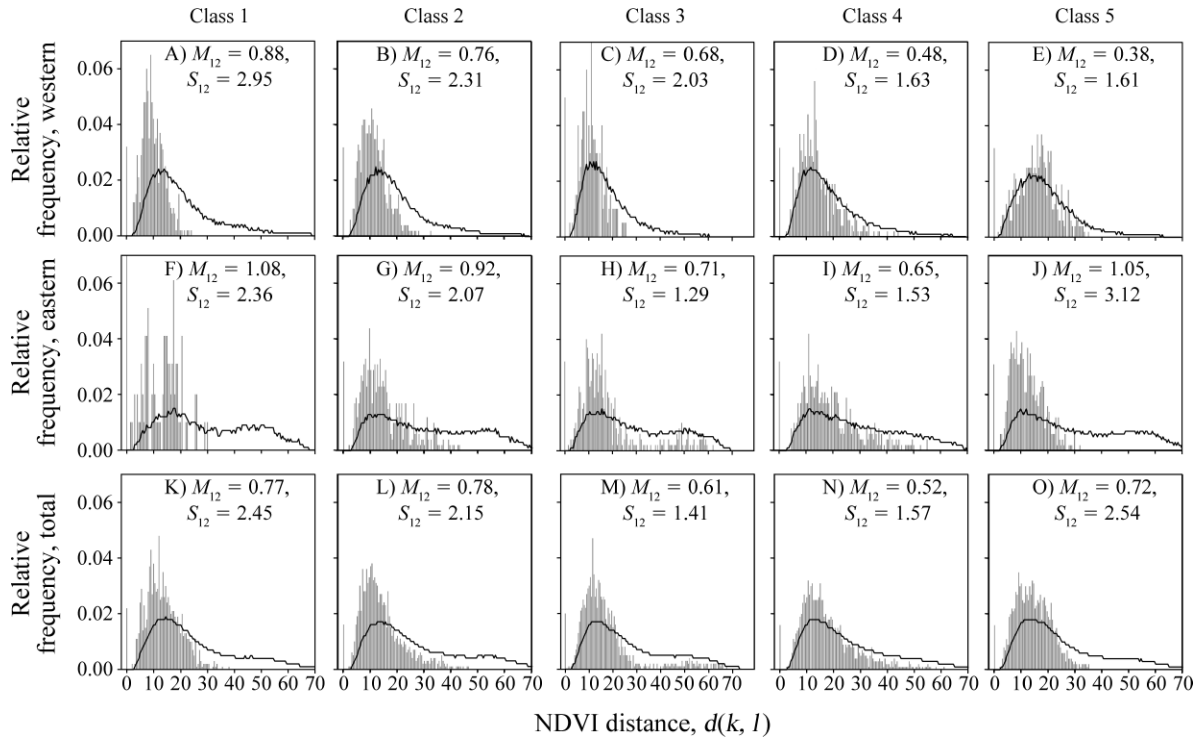 Class 1 Class 2 Class 3 Class 4 Class 5
Relative
frequency, western
0.06
0.04
0.02
0.00
A) M12 = 0.88,
S12 = 2.95
B) M12 = 0.76,
S12 = 2.31
C) M12 = 0.68,
S12 = 2.03
D) M12 = 0.48,
S12 = 1.63
E) M12 = 0.38,
S12 = 1.61
Relative
frequency, eastern
0.06
0.04
0.02
0.00
F) M12 = 1.08,
S12 = 2.36
G) M12 = 0.92,
S12 = 2.07
H) M12 = 0.71,
S12 = 1.29
I) M12 = 0.65,
S12 = 1.53
J) M12 = 1.05,
S12 = 3.12
Relative
frequency, total
0.06
0.04
0.02
0.00
K) M12 = 0.77,
S12 = 2.45
L) M12 = 0.78,
S12 = 2.15
M) M12 = 0.61,
S12 = 1.41
N) M12 = 0.52,
S12 = 1.57
O) M12 = 0.72,
S12 = 2.54
0 10 20 30 40 50 60 70
0 10 20 30 40 50 60 70
0 10 20 30 40 50 60 70
0 10 20 30 40 50 60 70
0 10 20 30 40 50 60 70
NDVI distance, d(k, l)